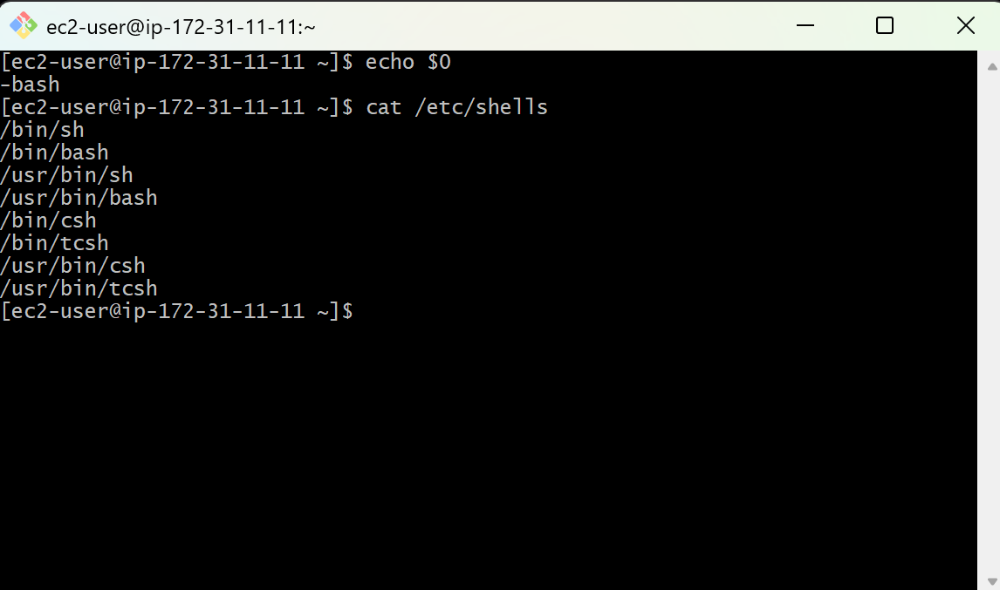 ec2-user@ip-172-31-11-11:~
[ec2-user@ip-172-31-11-11 ~]$ echo $0
-bash
[ec2-user@ip-172-31-11-11 ~]$ cat /etc/shells
/bin/sh
/bin/bash
/usr/bin/sh
/usr/bin/bash
/bin/csh
/bin/tcsh
/usr/bin/csh
/usr/bin/tcsh
[ec2-user@ip-172-31-11-11 ~]$